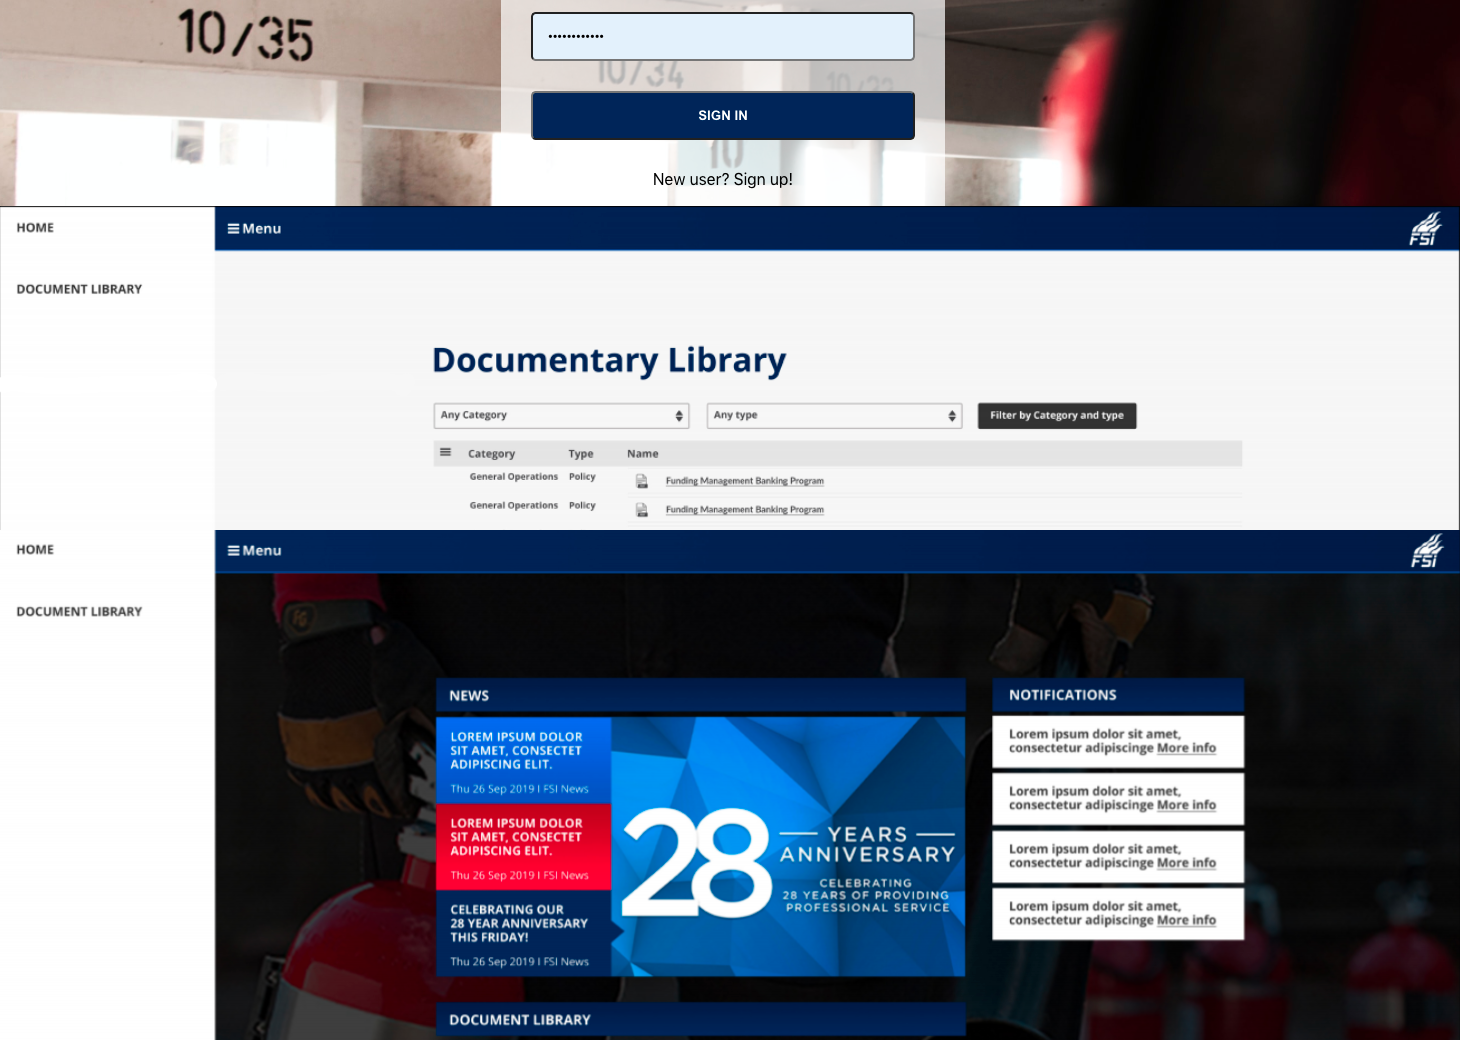 10/35
••••••••••••
10/34
10/33
SIGN IN
10
New user? Sign up!
HOME
Menu
FSi
DOCUMENT LIBRARY
Documentary Library
Any Category
Any type
Filter by Category and type
Category Type Name
General Operations Policy Funding Management Banking Program
General Operations Policy Funding Management Banking Program
HOME
Menu
FSi
DOCUMENT LIBRARY
NEWS
LOREM IPSUM DOLOR
SIT AMET, CONSECTET
ADIPISCING ELIT.
Thu 26 Sep 2019 I FSI News
LOREM IPSUM DOLOR
SIT AMET, CONSECTET
ADIPISCING ELIT.
Thu 26 Sep 2019 I FSI News
CELEBRATING OUR
28 YEAR ANNIVERSARY
THIS FRIDAY!
Thu 26 Sep 2019 I FSI News
28
YEARS
ANNIVERSARY
CELEBRATING
28 YEARS OF PROVIDING
PROFESSIONAL SERVICE
NOTIFICATIONS
Lorem ipsum dolor sit amet,
consectetur adipiscinge More info
Lorem ipsum dolor sit amet,
consectetur adipiscinge More info
Lorem ipsum dolor sit amet,
consectetur adipiscinge More info
Lorem ipsum dolor sit amet,
consectetur adipiscinge More info
DOCUMENT LIBRARY